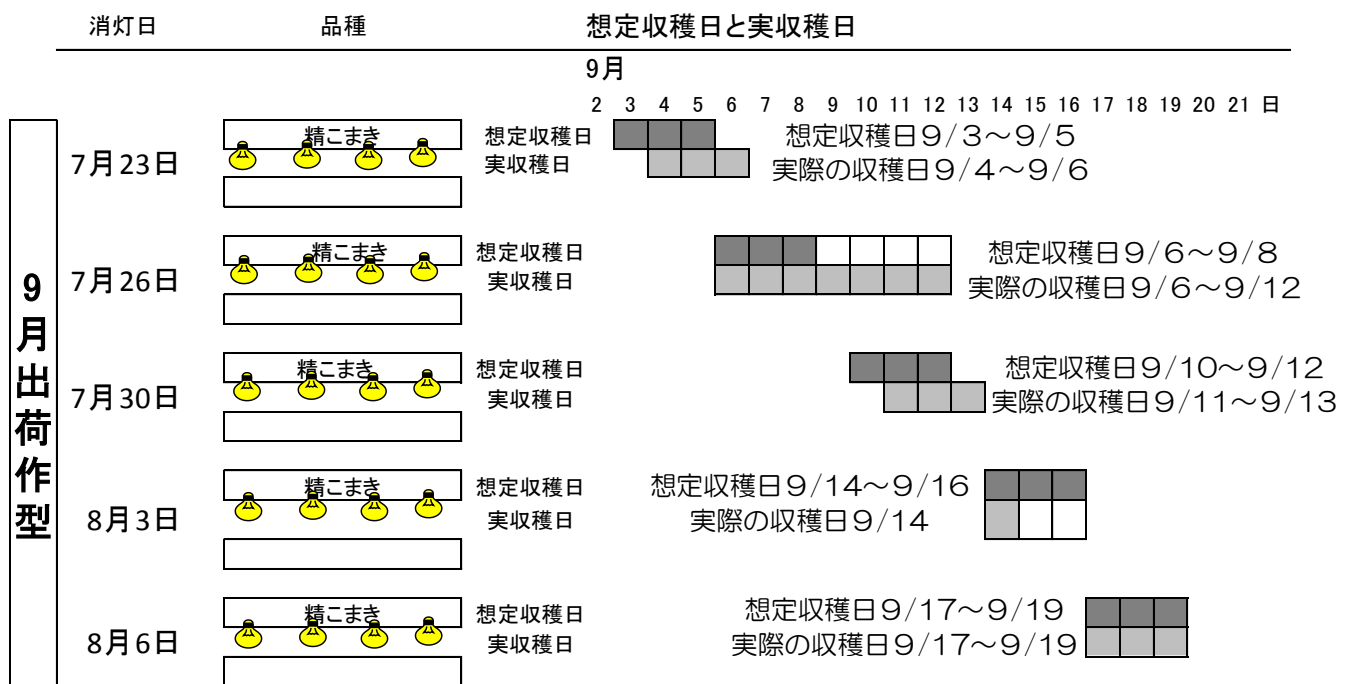 消灯日 品種 想定収穫日と実収穫日
9月
2 3 4 5 6 7 8 9 10 11 12 13 14 15 16 17 18 19 20 21 日
9月出荷作型
7月23日 精こまき 想定収穫日 想定収穫日9/3～9/5
実収穫日 実際の収穫日9/4～9/6
7月26日 精こまき 想定収穫日 想定収穫日9/6～9/8
実収穫日 実際の収穫日9/6～9/12
7月30日 精こまき 想定収穫日 想定収穫日9/10～9/12
実収穫日 実際の収穫日9/11～9/13
8月3日 精こまき 想定収穫日 想定収穫日9/14～9/16
実収穫日 実際の収穫日9/14
8月6日 精こまき 想定収穫日 想定収穫日9/17～9/19
実収穫日 実際の収穫日9/17～9/19